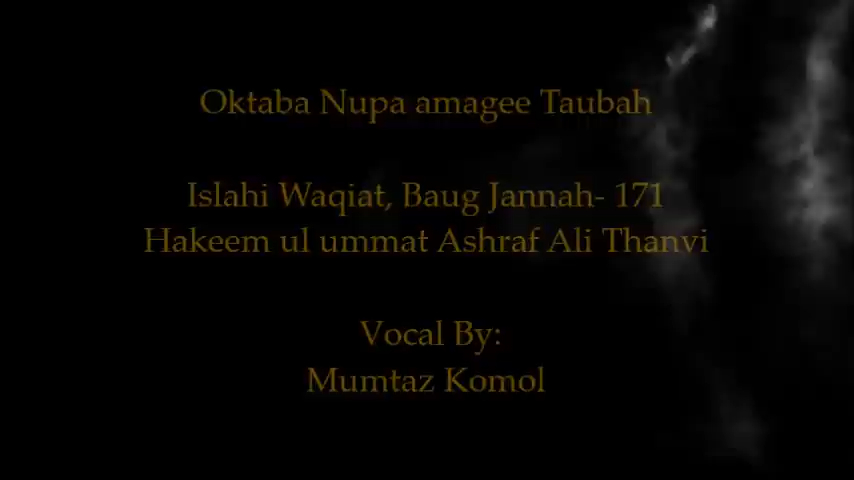 Oktaba Nupa amagee Taubah
Islahi Waqiat, Baug Jannah- 171
Hakeem ul ummat Ashraf Ali Thanvi
Vocal By:
Mumtaz Komol